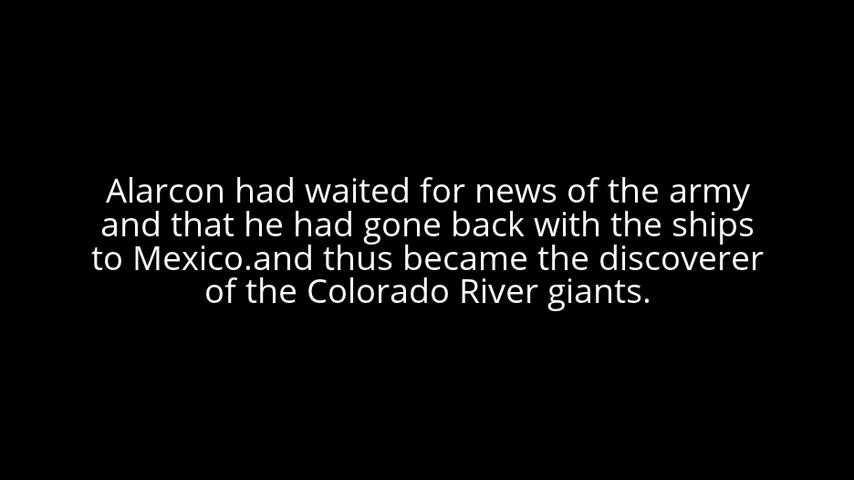 Alarcon had waited for news of the army
and that he had gone back with the ships
to Mexico.and thus became the discoverer
of the Colorado River giants.